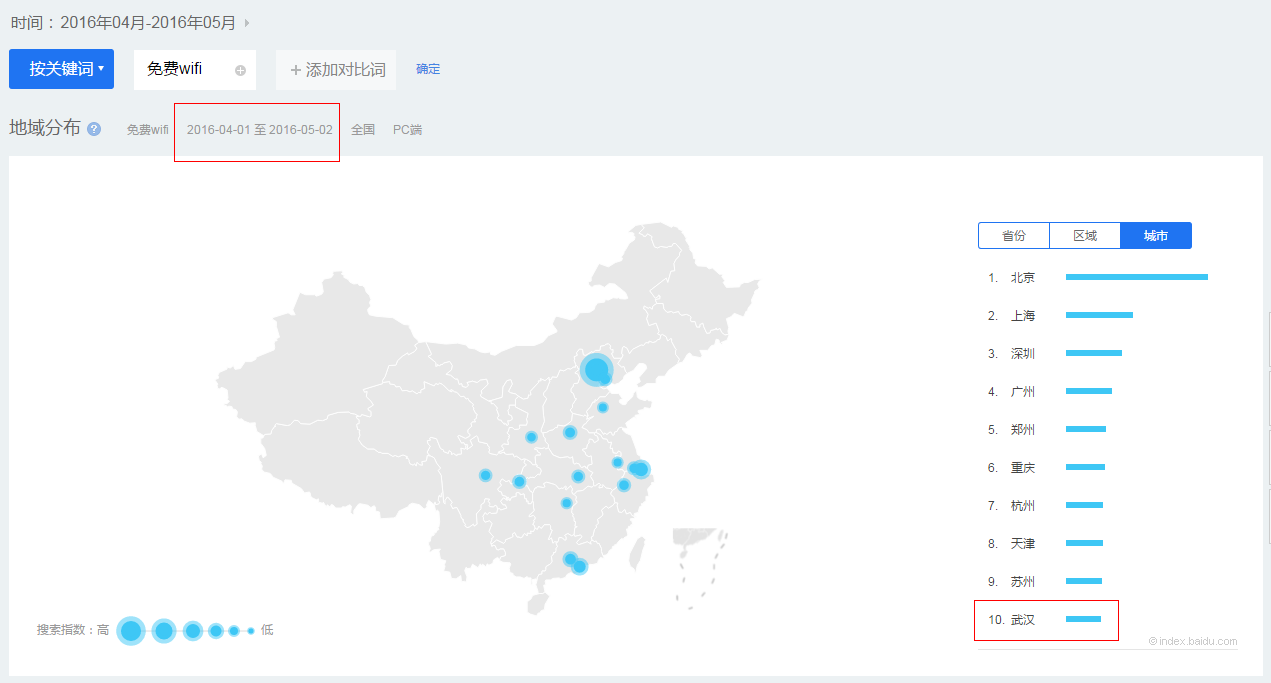 时间：2016年04月-2016年05月
按关键词 免费wifi + 添加对比词 确定
地域分布 ? 免费wifi 2016-04-01 至 2016-05-02 全国 PC端
省份 区域 城市
1. 北京
2. 上海
3. 深圳
4. 广州
5. 郑州
6. 重庆
7. 杭州
8. 天津
9. 苏州
10. 武汉
搜索指数：高 低
© index.baidu.com